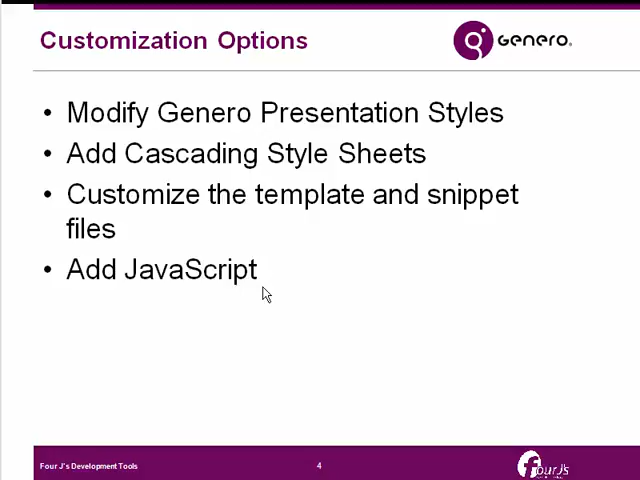 Customization Options
Genero.
• Modify Genero Presentation Styles
• Add Cascading Style Sheets
• Customize the template and snippet
files
• Add JavaScript
Four J's Development Tools
4
Four J's